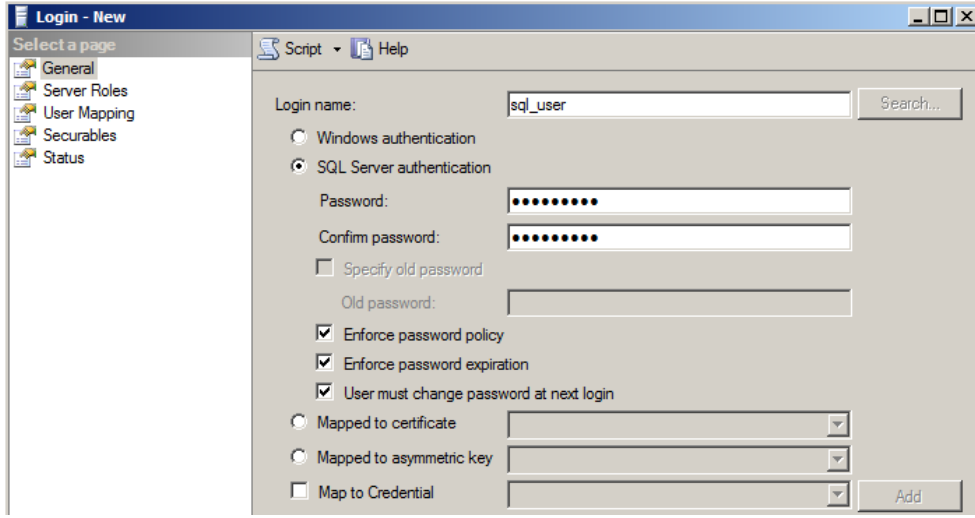 Login - New
Select a page
General
Server Roles
User Mapping
Securables
Status
Script Help
Login name: sql_user Search...
Windows authentication
SQL Server authentication
Password: ●●●●●●●●●
Confirm password: ●●●●●●●●●
Specify old password
Old password:
Enforce password policy
Enforce password expiration
User must change password at next login
Mapped to certificate
Mapped to asymmetric key
Map to Credential Add